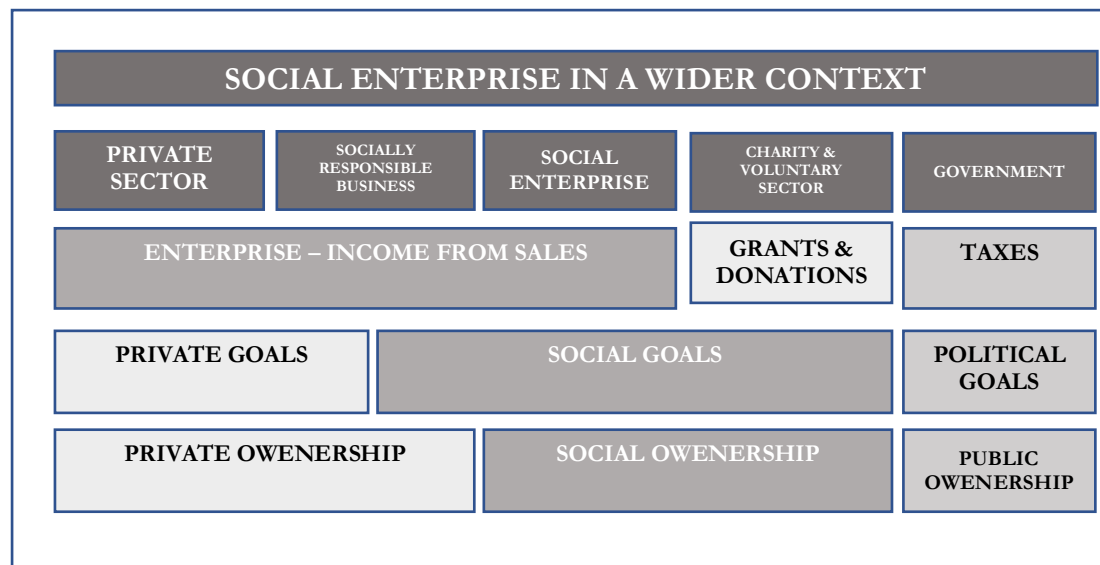 SOCIAL ENTERPRISE IN A WIDER CONTEXT
PRIVATE
SECTOR
SOCIALLY
RESPONSIBLE
BUSINESS
SOCIAL
ENTERPRISE
CHARITY &
VOLUNTARY
SECTOR
GOVERNMENT
ENTERPRISE – INCOME FROM SALES
GRANTS &
DONATIONS
TAXES
PRIVATE GOALS
SOCIAL GOALS
POLITICAL
GOALS
PRIVATE OWENERSHIP
SOCIAL OWENERSHIP
PUBLIC
OWENERSHIP